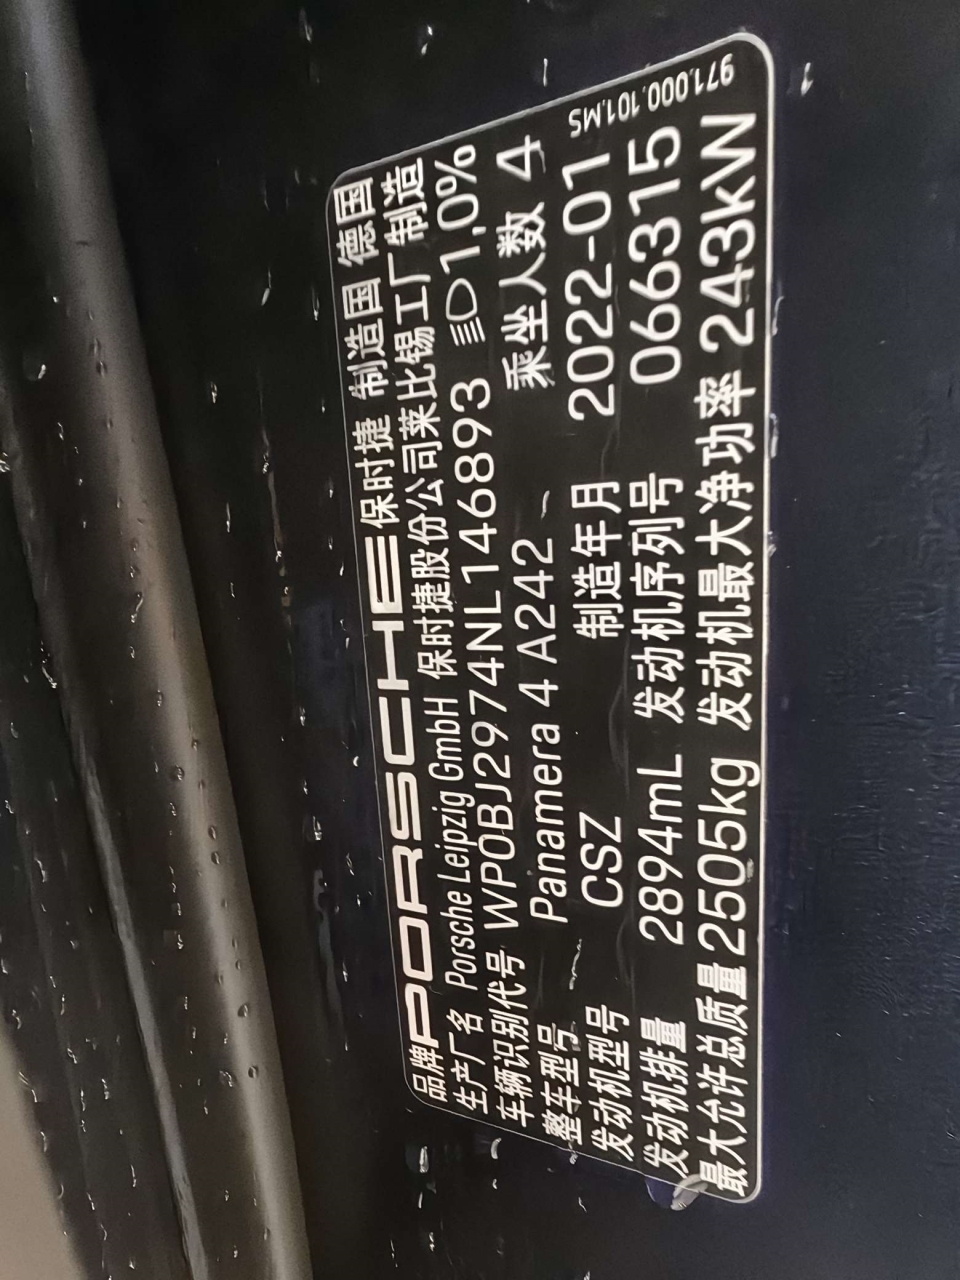 品牌 PORSCHE 保时捷 制造国 德国
生产厂名 Porsche Leipzig GmbH 保时捷股份公司莱比锡工厂制造
车辆识别代号 WP0BJ2974NL146893 1,0%
整车型号 Panamera 4 A242 乘坐人数 4
发动机型号 CSZ 制造年月 2022-01
发动机排量 2894mL 发动机序列号 066315
最大允许总质量 2505kg 发动机最大净功率 243kW
971.000.101.MS